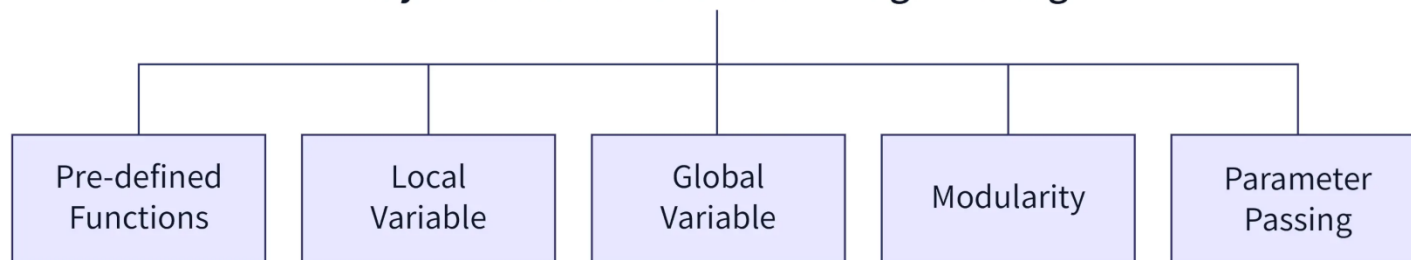 Pre-defined
Functions
Local
Variable
Global
Variable
Modularity
Parameter
Passing